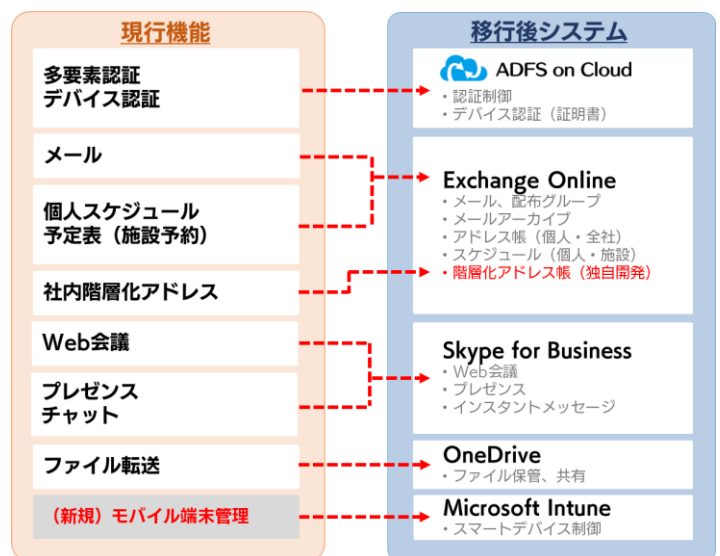 現行機能
多要素認証
デバイス認証
メール
個人スケジュール
予定表（施設予約）
社内階層化アドレス
Web会議
プレゼンス
チャット
ファイル転送
（新規）モバイル端末管理
移行後システム
ADFS on Cloud
・認証制御
・デバイス認証（証明書）
Exchange Online
・メール、配布グループ
・メールアーカイブ
・アドレス帳（個人・全社）
・スケジュール（個人・施設）
・階層化アドレス帳（独自開発）
Skype for Business
・Web会議
・プレゼンス
・インスタントメッセージ
OneDrive
・ファイル保管、共有
Microsoft Intune
・スマートデバイス制御